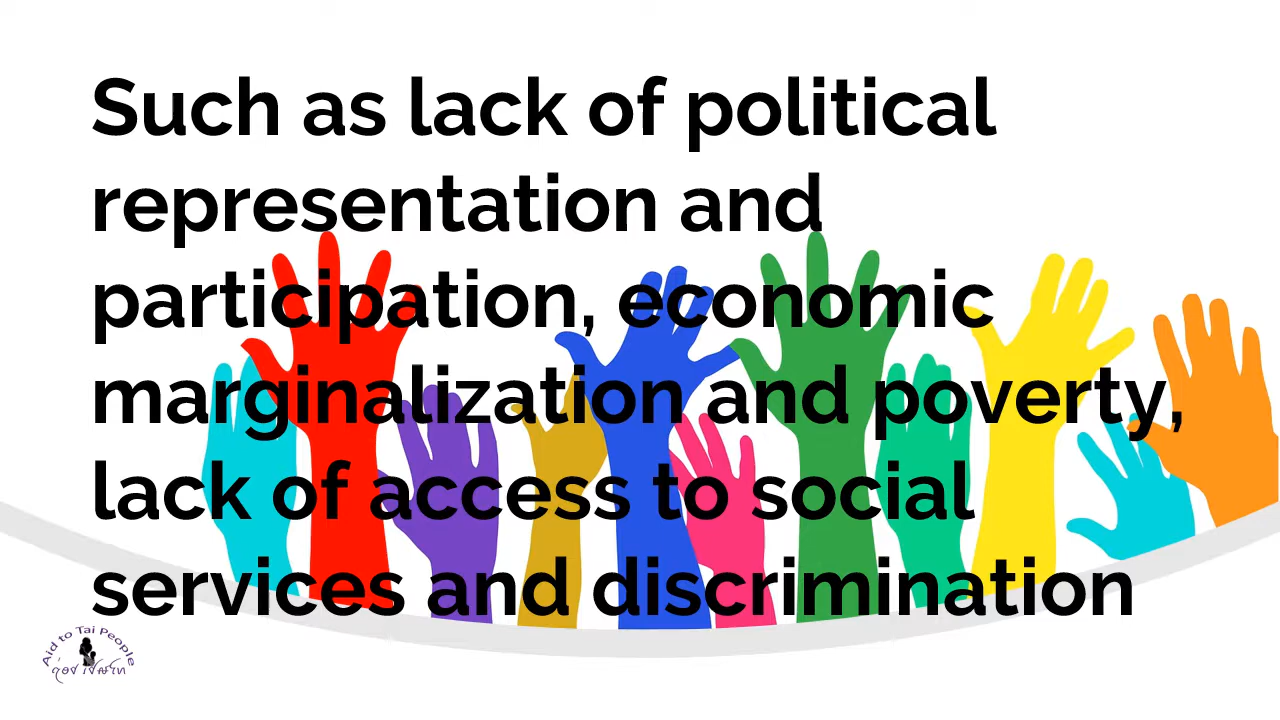 Such as lack of political
representation and
participation, economic
marginalization and poverty,
lack of access to social
services and discrimination
Aid to Tai People